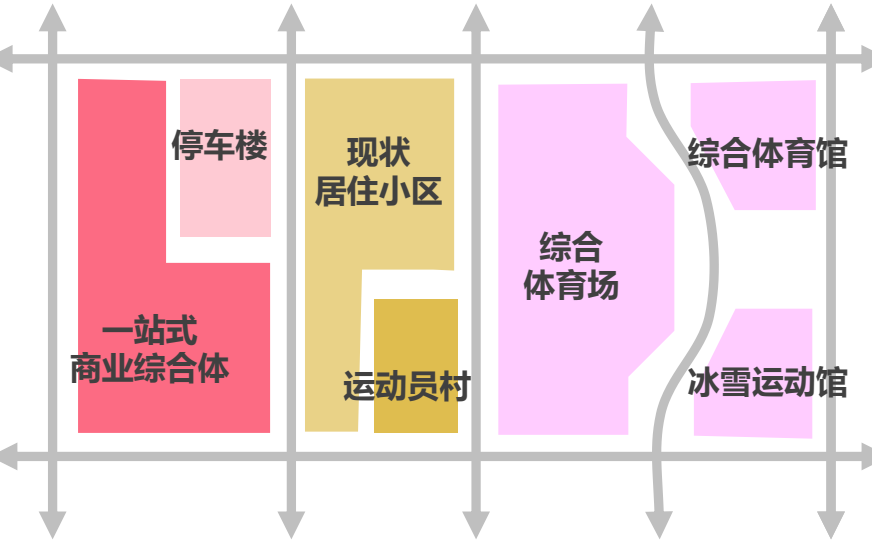 停车楼
一站式
商业综合体
现状
居住小区
运动员村
综合
体育场
综合体育馆
冰雪运动馆